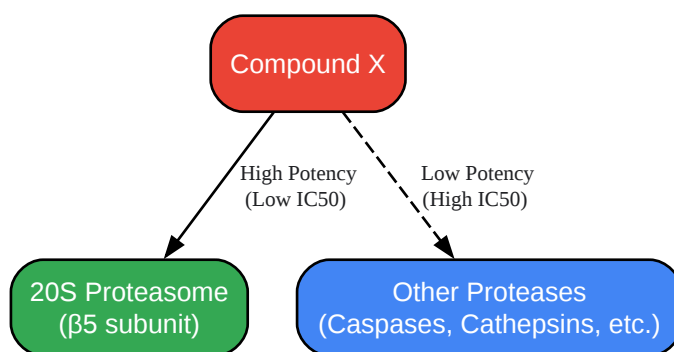 Compound X
High Potency
(Low IC50)
Low Potency
(High IC50)
20S Proteasome
(β5 subunit)
Other Proteases
(Caspases, Cathepsins, etc.)